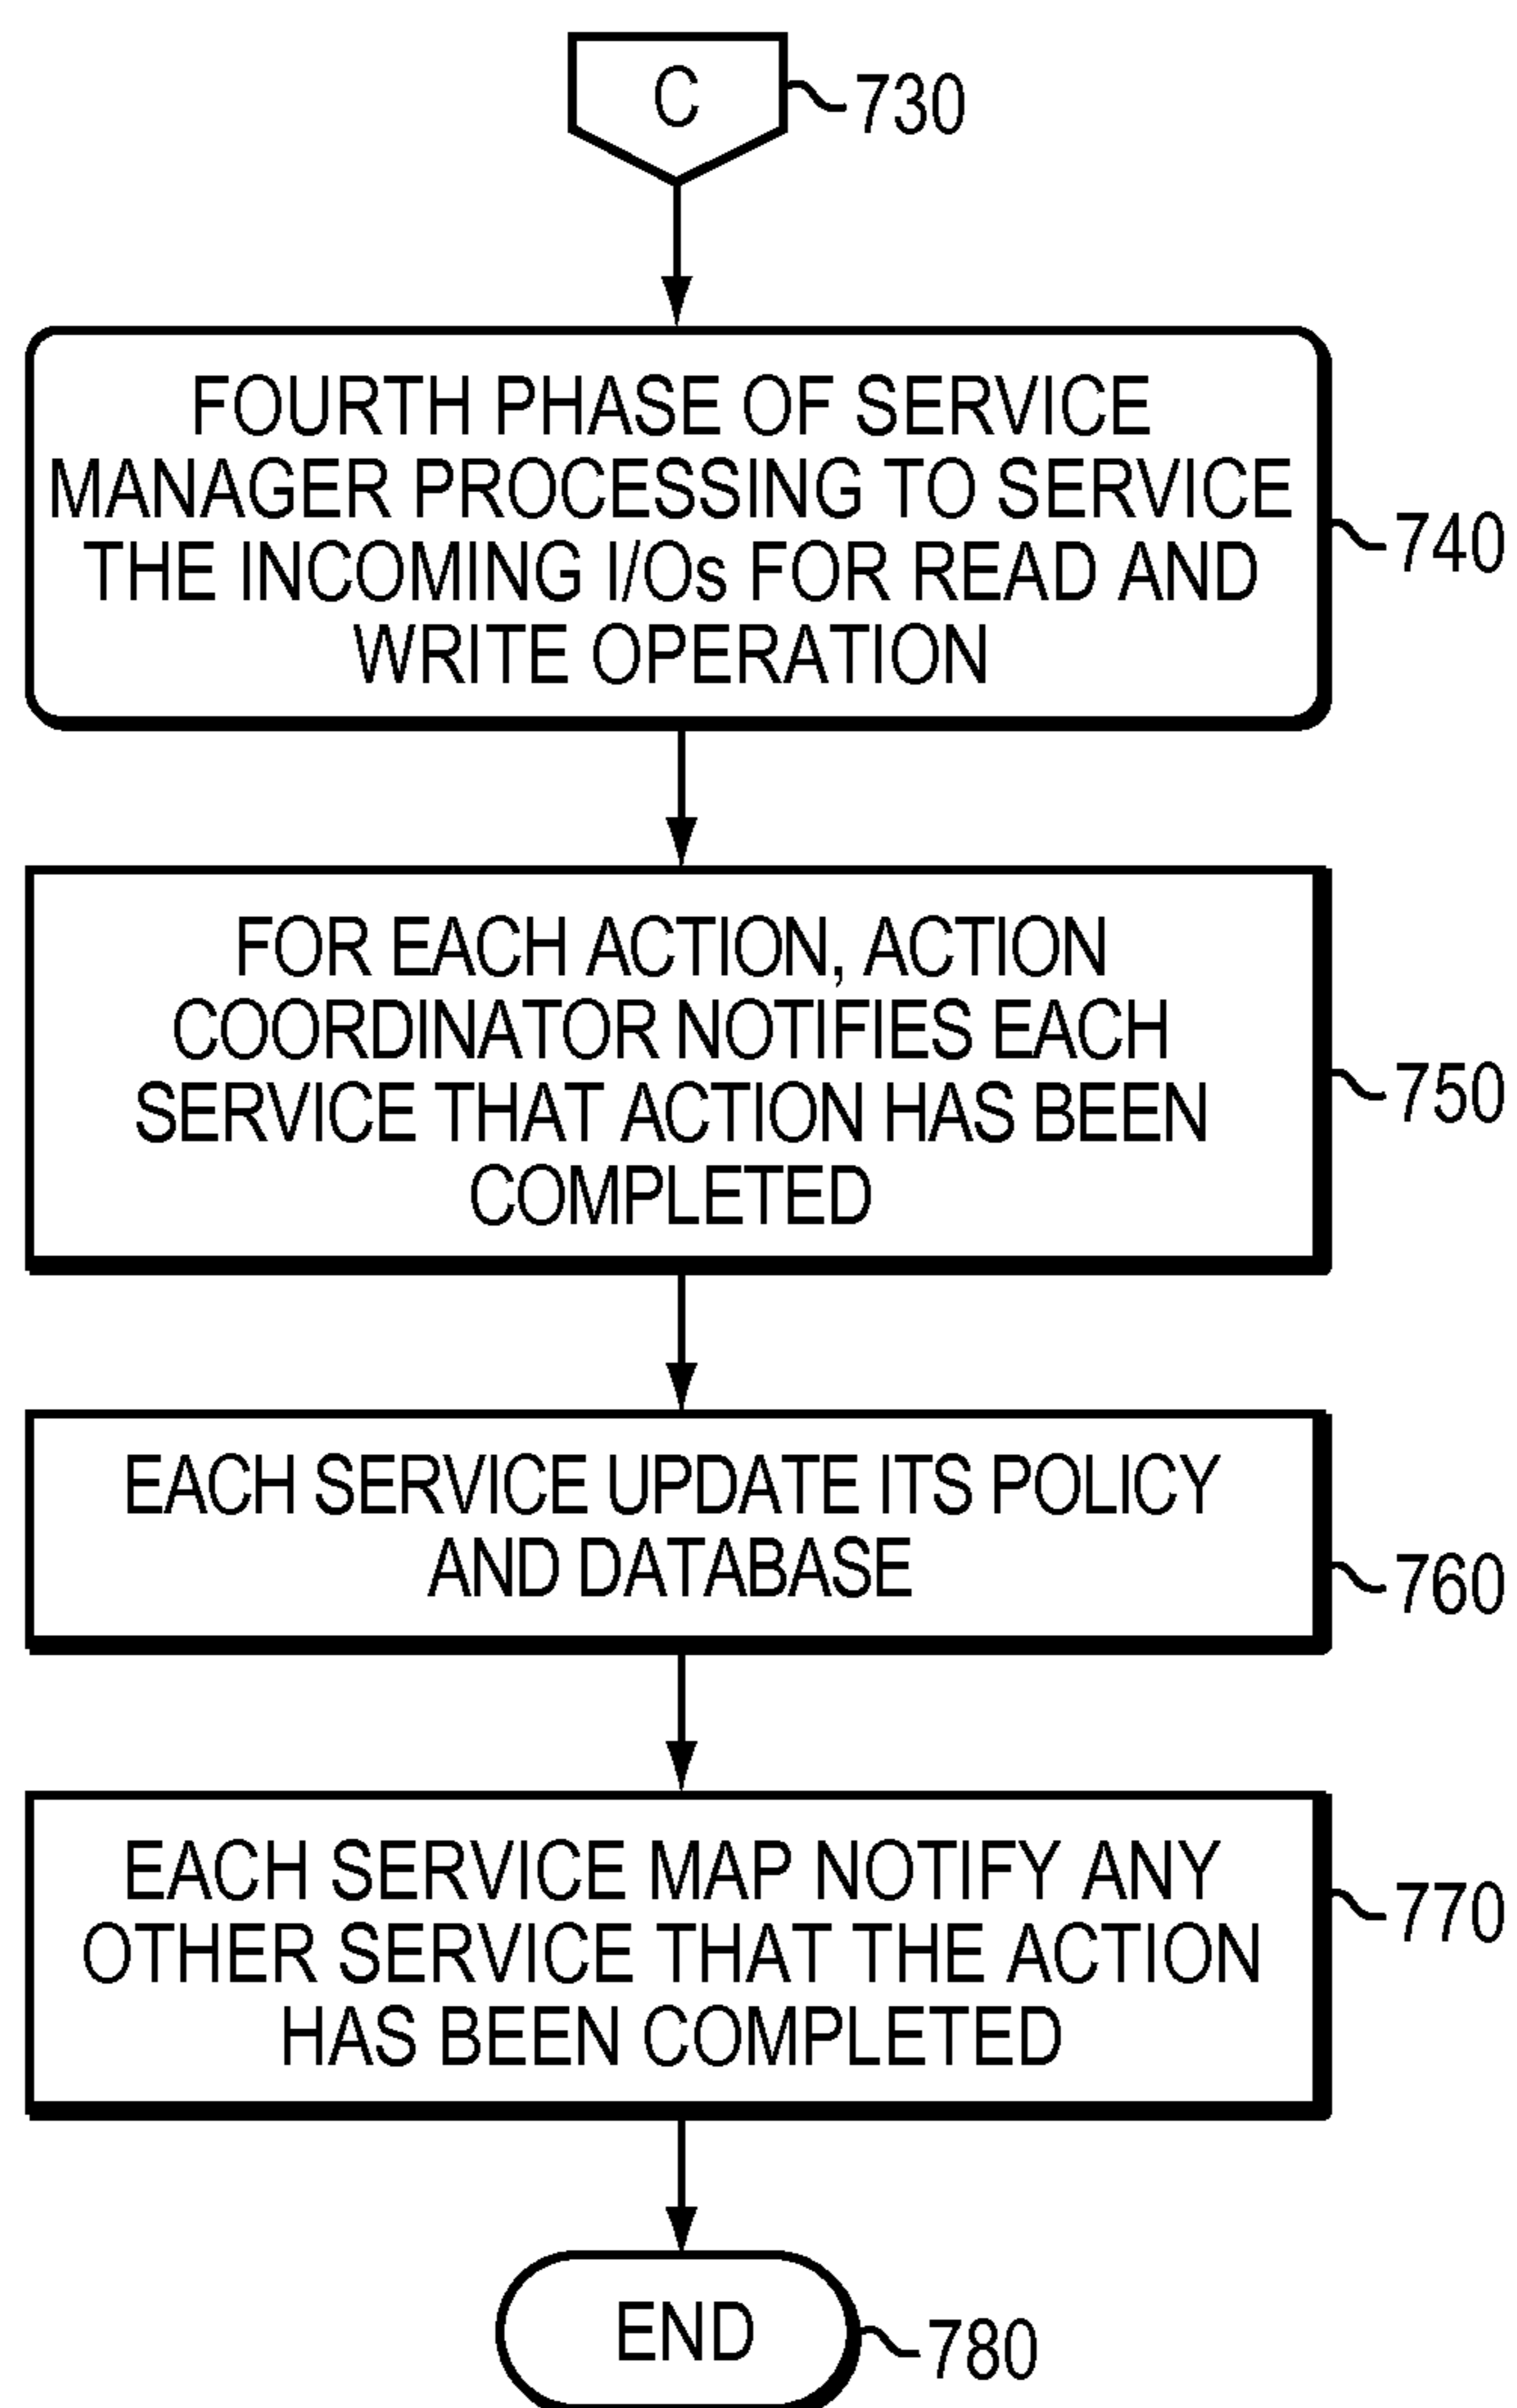 C
730
FOURTH PHASE OF SERVICE
MANAGER PROCESSING TO SERVICE
THE INCOMING I/Os FOR READ AND
WRITE OPERATION
740
FOR EACH ACTION, ACTION
COORDINATOR NOTIFIES EACH
SERVICE THAT ACTION HAS BEEN
COMPLETED
750
EACH SERVICE UPDATE ITS POLICY
AND DATABASE
760
EACH SERVICE MAP NOTIFY ANY
OTHER SERVICE THAT THE ACTION
HAS BEEN COMPLETED
770
END
780